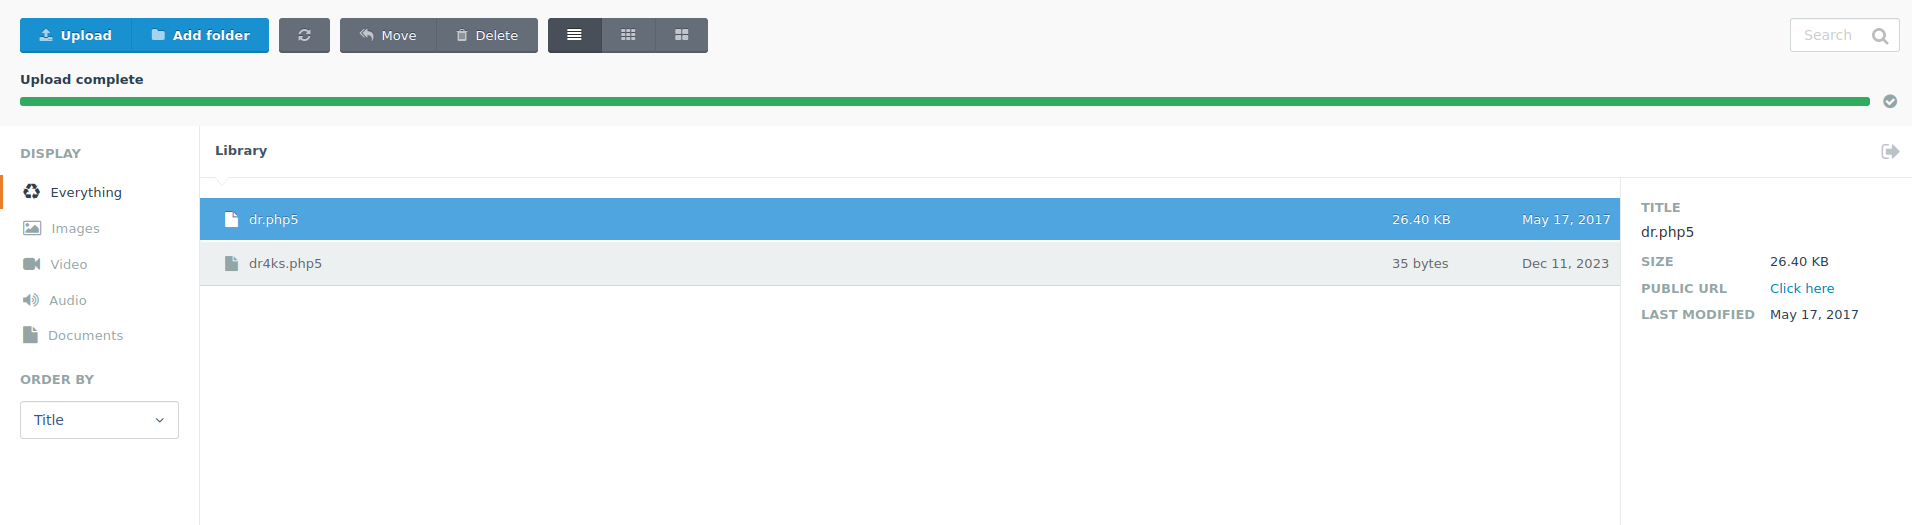 Upload Add folder Move Delete Search
Upload complete
DISPLAY
Everything
Images
Video
Audio
Documents
ORDER BY
Title
Library
dr.php5 26.40 KB May 17, 2017
dr4ks.php5 35 bytes Dec 11, 2023
TITLE
dr.php5
SIZE 26.40 KB
PUBLIC URL Click here
LAST MODIFIED May 17, 2017